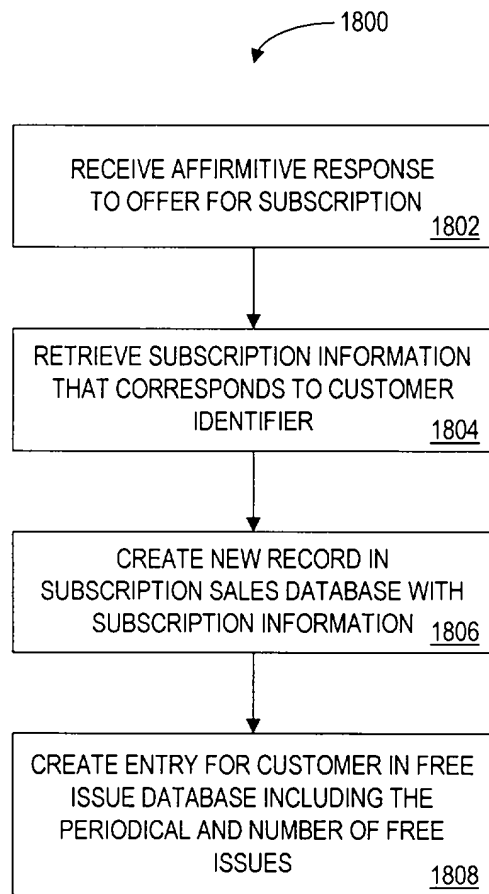 1800
RECEIVE AFFIRMITIVE RESPONSE
TO OFFER FOR SUBSCRIPTION
1802
RETRIEVE SUBSCRIPTION INFORMATION
THAT CORRESPONDS TO CUSTOMER
IDENTIFIER
1804
CREATE NEW RECORD IN
SUBSCRIPTION SALES DATABASE WITH
SUBSCRIPTION INFORMATION
1806
CREATE ENTRY FOR CUSTOMER IN FREE
ISSUE DATABASE INCLUDING THE
PERIODICAL AND NUMBER OF FREE
ISSUES
1808